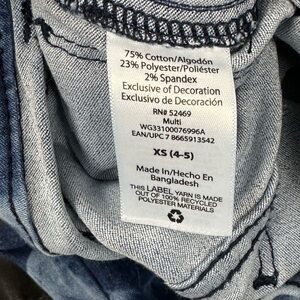 75% Cotton/Algodón
23% Polyester/Poliéster
2% Spandex
Exclusive of Decoration
Exclusivo de Decoración
RN# 52469
Multi
WG33100076996A
EAN/UPC 7 8665913542
XS (4-5)
Made In/Hecho En
Bangladesh
THIS LABEL YARN IS MADE
OUT OF 100% RECYCLED
POLYESTER MATERIALS